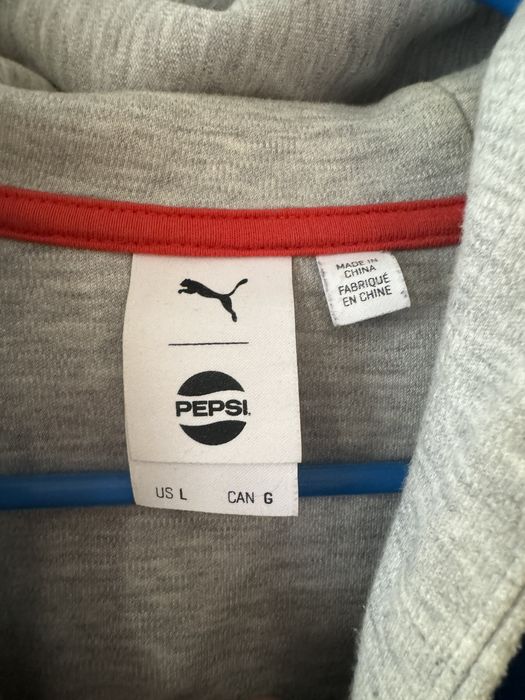 MADE IN
CHINA
FABRIQUÉ
EN CHINE
PEPSI.
US L CAN G